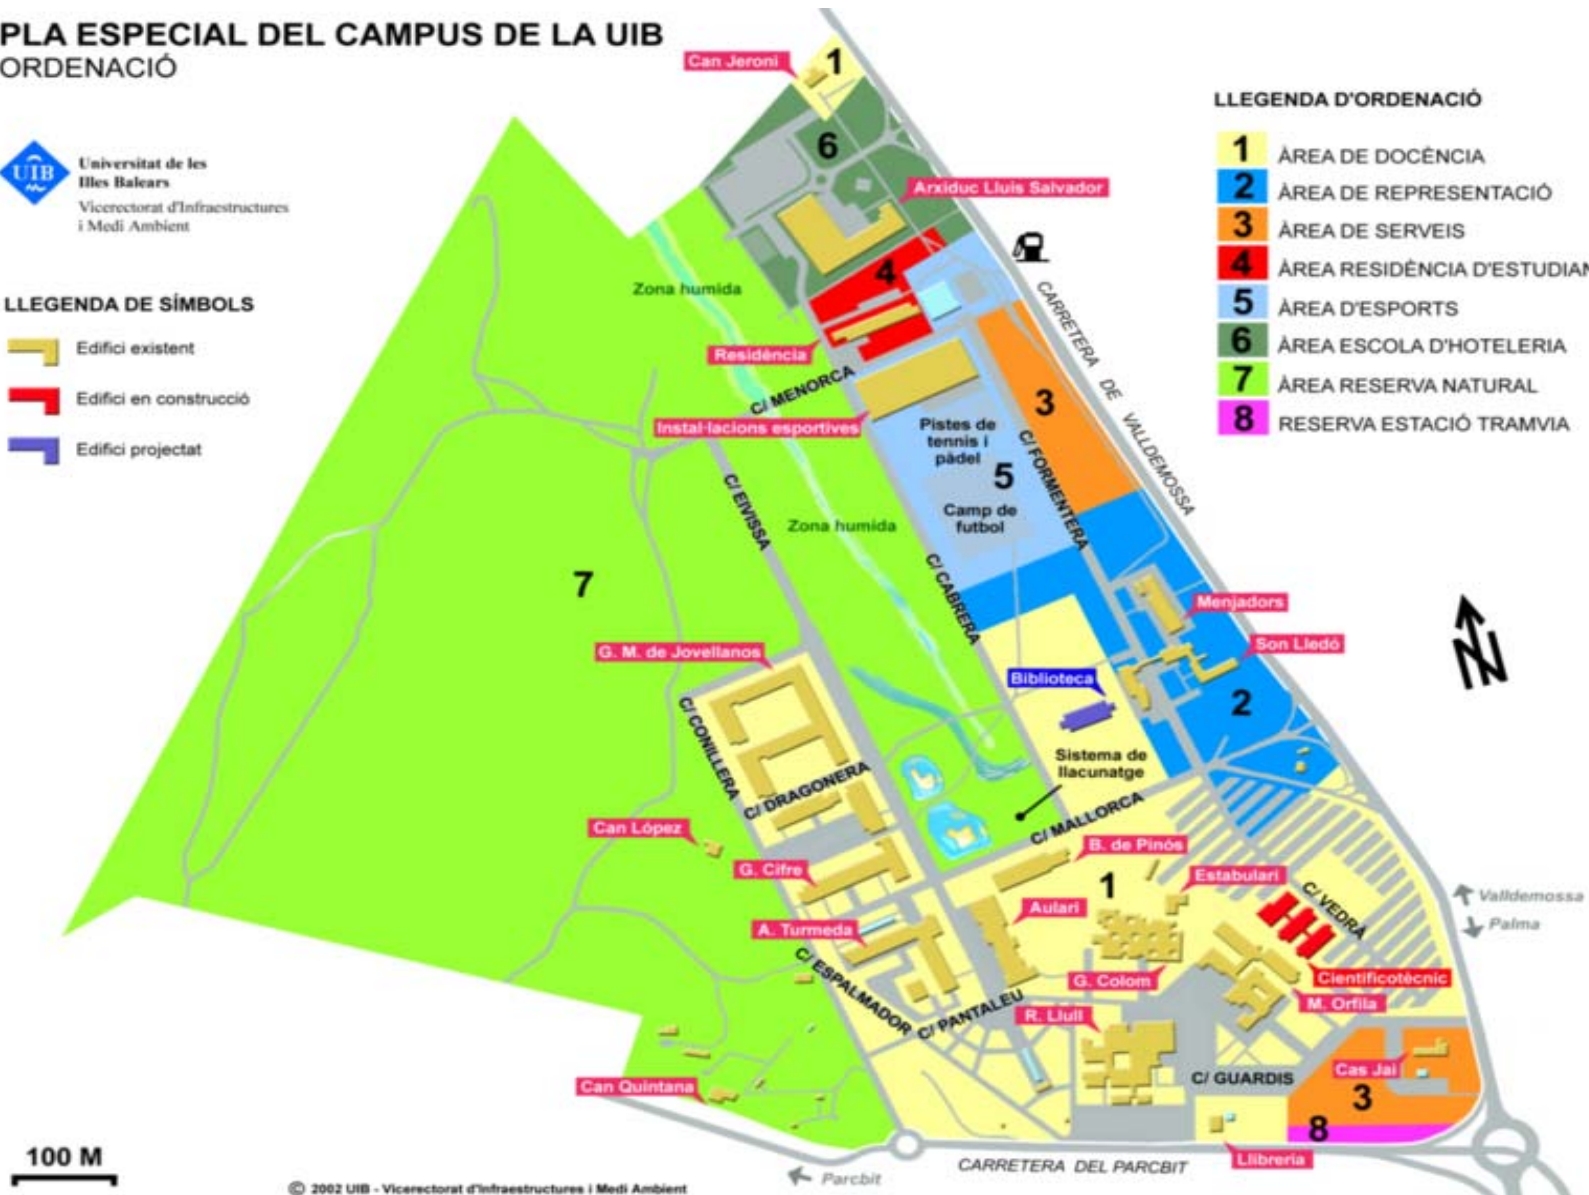 PLA ESPECIAL DEL CAMPUS DE LA UIB
ORDENACIÓ
UIB
Universitat de les
Illes Balears
Vicerectorat d'Infraestructures
i Medi Ambient
LLEGENDA DE SÍMBOLS
Edifici existent
Edifici en construcció
Edifici projectat
LLEGENDA D'ORDENACIÓ
1 ÀREA DE DOCÈNCIA
2 ÀREA DE REPRESENTACIÓ
3 ÀREA DE SERVEIS
4 ÀREA RESIDÈNCIA D'ESTUDIAN
5 ÀREA D'ESPORTS
6 ÀREA ESCOLA D'HOTELERIA
7 ÀREA RESERVA NATURAL
8 RESERVA ESTACIÓ TRAMVIA
Can Jeroni
1
6
Arxiduc Lluis Salvador
4
Zona humida
CARRETERA DE VALLDEMOSSA
Residència
C/ MENORCA
3
Instal·lacions esportives
Pistes de
tennis i
pàdel
5
C/ FORMENTERA
C/ EIVISSA
Camp de
futbol
Zona humida
C/ CABRERA
7
Menjadors
G. M. de Jovellanos
Son Lledó
Biblioteca
2
C/ CONILLERA
Sistema de
llacunatge
C/ DRAGONERA
C/ MALLORCA
Can López
B. de Pinós
G. Cifre
1
Estabulari
C/ VEDRÀ
Valldemossa
Palma
Aulari
A. Turmeda
C/ ESPALMADOR
G. Colom
Científicotècnic
C/ PANTALEU
M. Orfila
R. Llull
Cas Jai
C/ GUARDIS
Can Quintana
3
8
Llibreria
CARRETERA DEL PARCBIT
Parcbit
100 M
© 2002 UIB - Vicerectorat d'Infraestructures i Medi Ambient
N